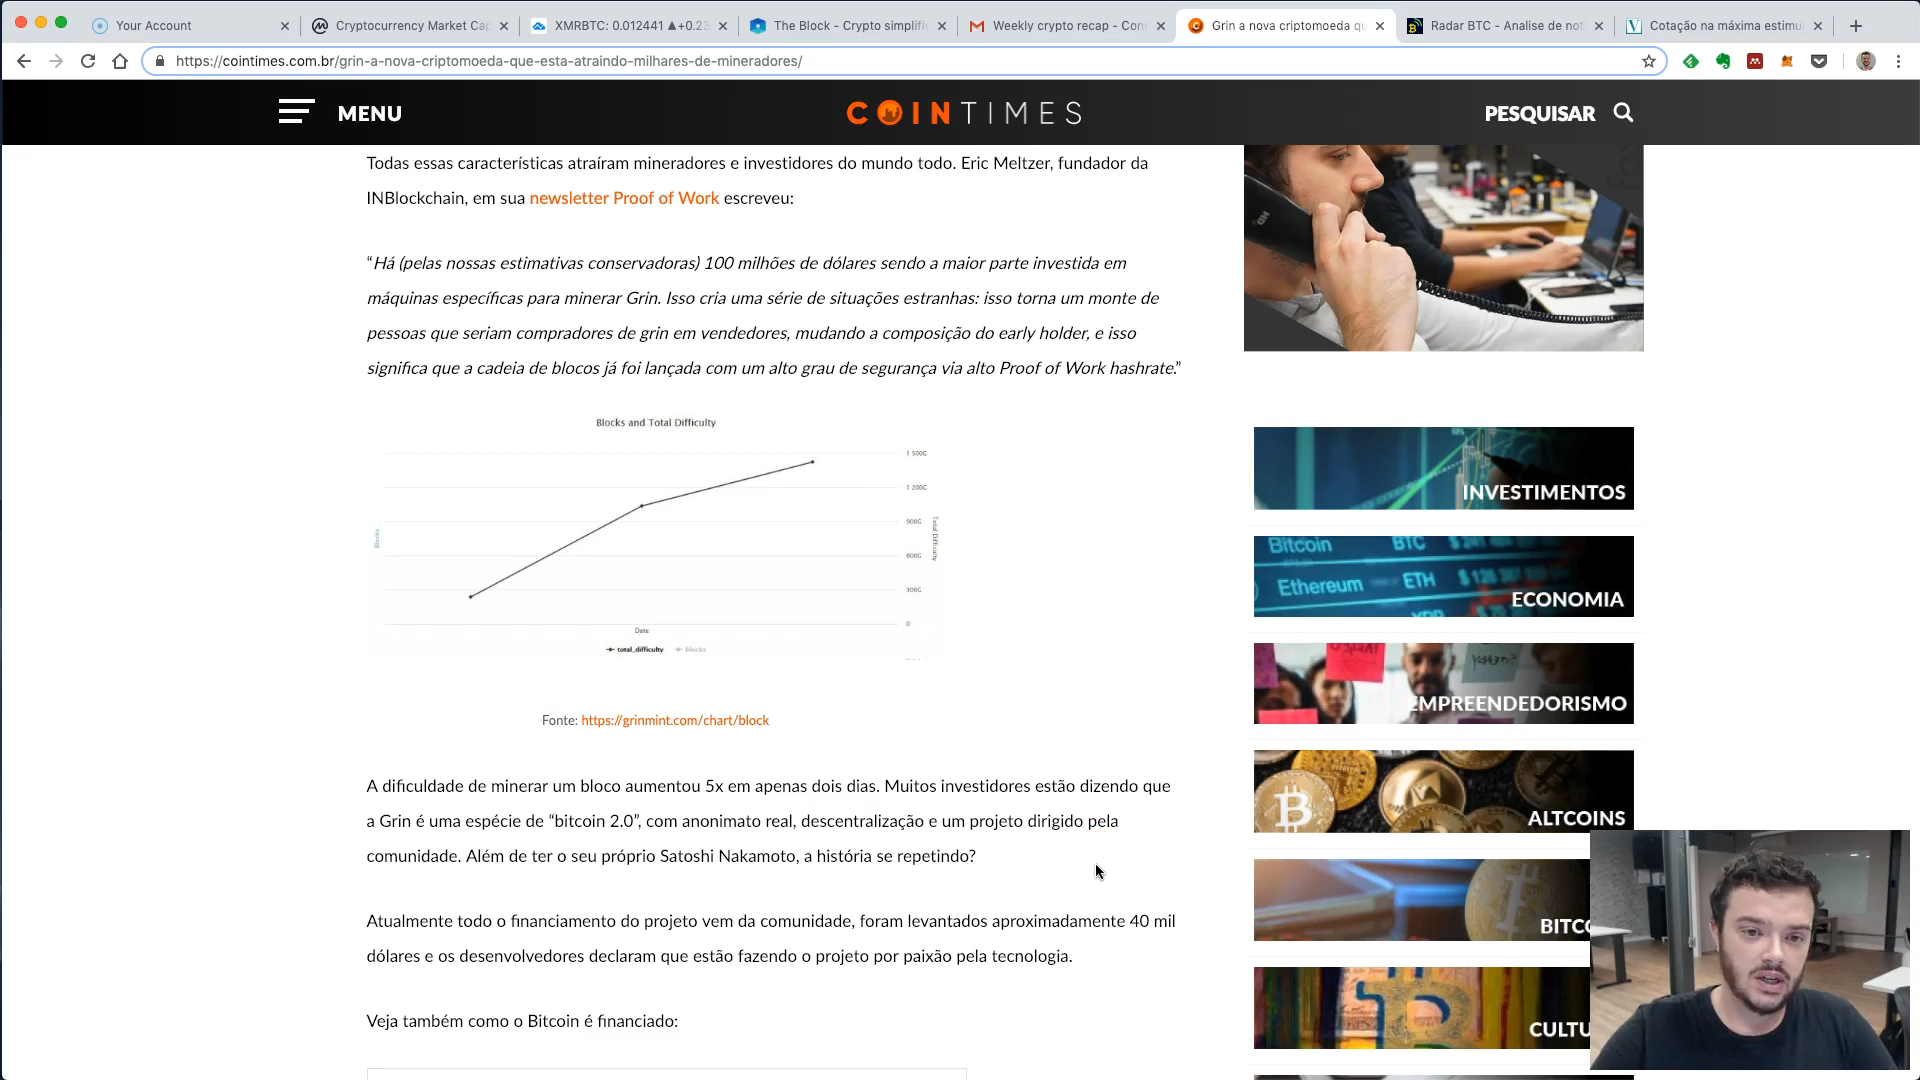 Your Account
Cryptocurrency Market Cap
XMRBTC: 0.012441 ▲+0.23
The Block - Crypto simplifi
Weekly crypto recap - Con
Grin a nova criptomoeda qu
Radar BTC - Analise de not
Cotação na máxima estimul
https://cointimes.com.br/grin-a-nova-criptomoeda-que-esta-atraindo-milhares-de-mineradores/
MENU
COINTIMES
PESQUISAR
Todas essas características atraíram mineradores e investidores do mundo todo. Eric Meltzer, fundador da
INBlockchain, em sua newsletter Proof of Work escreveu:
“Há (pelas nossas estimativas conservadoras) 100 milhões de dólares sendo a maior parte investida em
máquinas específicas para minerar Grin. Isso cria uma série de situações estranhas: isso torna um monte de
pessoas que seriam compradores de grin em vendedores, mudando a composição do early holder, e isso
significa que a cadeia de blocos já foi lançada com um alto grau de segurança via alto Proof of Work hashrate.”
Blocks and Total Difficulty
1 500G
1 200G
900G
600G
300G
0
Blocks
Total Difficulty
Date
total_difficulty
blocks
Fonte: https://grinmint.com/chart/block
A dificuldade de minerar um bloco aumentou 5x em apenas dois dias. Muitos investidores estão dizendo que
a Grin é uma espécie de “bitcoin 2.0”, com anonimato real, descentralização e um projeto dirigido pela
comunidade. Além de ter o seu próprio Satoshi Nakamoto, a história se repetindo?
Atualmente todo o financiamento do projeto vem da comunidade, foram levantados aproximadamente 40 mil
dólares e os desenvolvedores declaram que estão fazendo o projeto por paixão pela tecnologia.
Veja também como o Bitcoin é financiado:
INVESTIMENTOS
Bitcoin BTC
Ethereum ETH
ECONOMIA
EMPREENDEDORISMO
ALTCOINS
BITC
CULTU